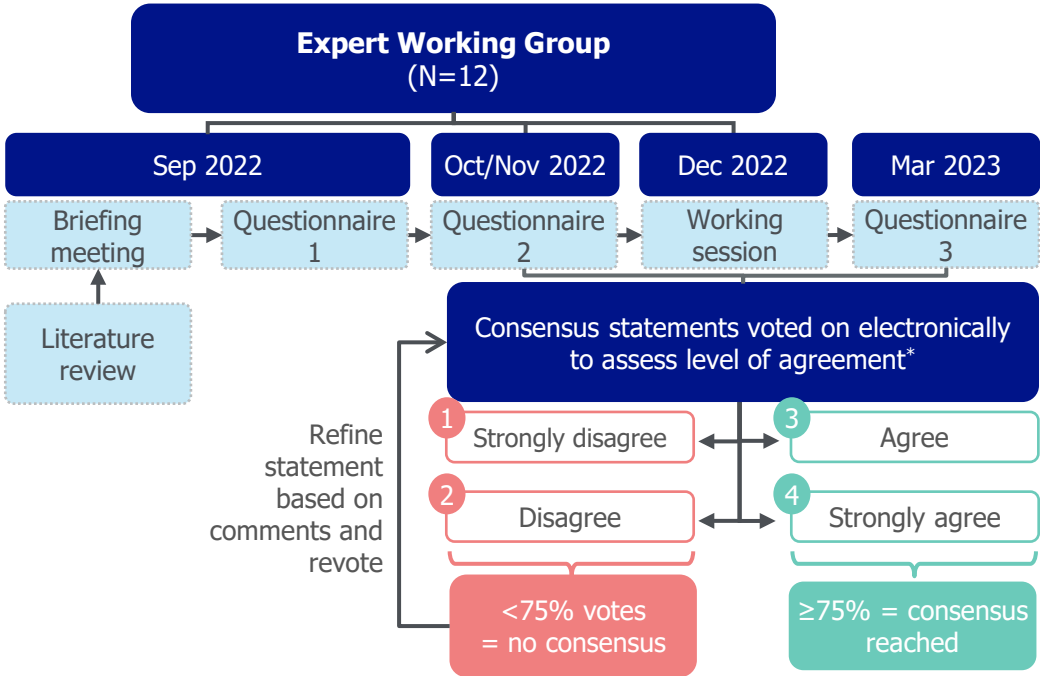 Expert Working Group
(N=12)
Sep 2022
Oct/Nov 2022
Dec 2022
Mar 2023
Briefing
meeting
Questionnaire
1
Questionnaire
2
Working
session
Questionnaire
3
Literature
review
Consensus statements voted on electronically
to assess level of agreement*
Refine
statement
based on
comments and
revote
1
Strongly disagree
3
Agree
2
Disagree
4
Strongly agree
<75% votes
= no consensus
≥75% = consensus
reached